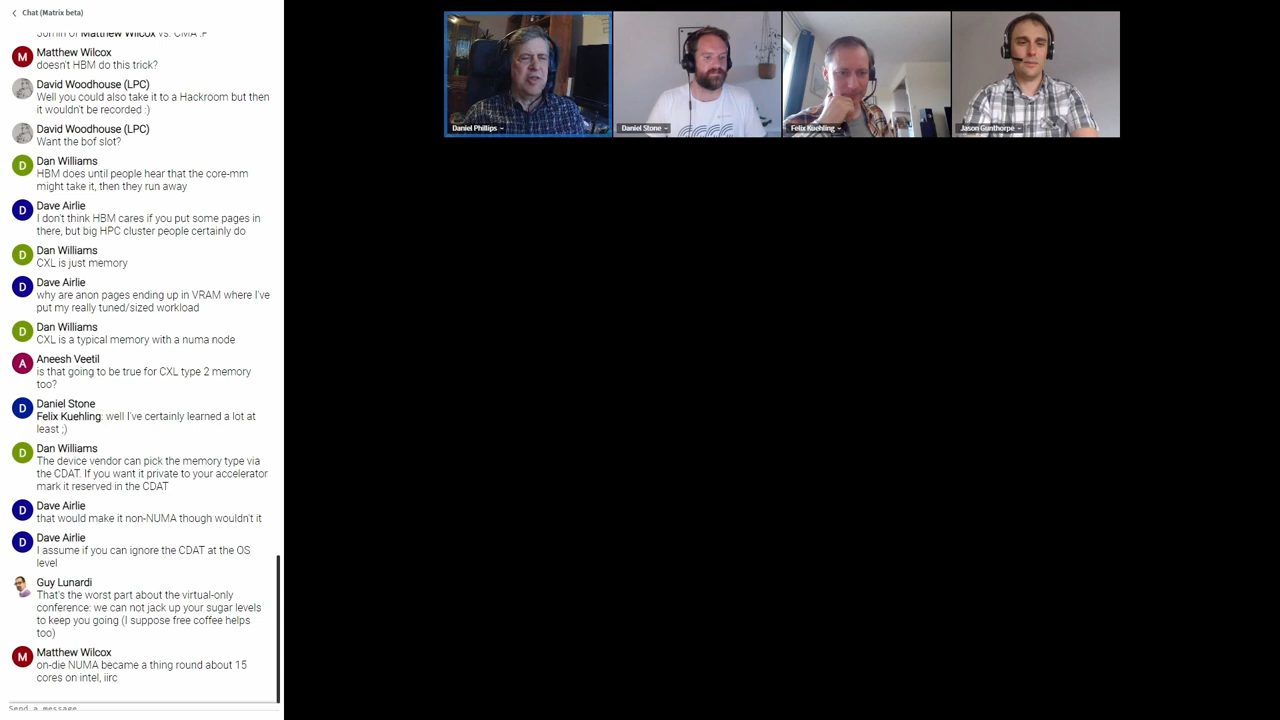 Chat (Matrix beta)
Matthew Wilcox vs. CMA :P
Matthew Wilcox
doesn't HBM do this trick?
David Woodhouse (LPC)
Well you could also take it to a Hackroom but then
it wouldn't be recorded :)
David Woodhouse (LPC)
Want the bof slot?
Dan Williams
HBM does until people hear that the core-mm
might take it, then they run away
Dave Airlie
I don't think HBM cares if you put some pages in
there, but big HPC cluster people certainly do
Dan Williams
CXL is just memory
Dave Airlie
why are anon pages ending up in VRAM where I've
put my really tuned/sized workload
Dan Williams
CXL is a typical memory with a numa node
Aneesh Veetil
is that going to be true for CXL type 2 memory
too?
Daniel Stone
Felix Kuehling: well I've certainly learned a lot at
least ;)
Dan Williams
The device vendor can pick the memory type via
the CDAT. If you want it private to your accelerator
mark it reserved in the CDAT
Dave Airlie
that would make it non-NUMA though wouldn't it
Dave Airlie
I assume if you can ignore the CDAT at the OS
level
Guy Lunardi
That's the worst part about the virtual-only
conference: we can not jack up your sugar levels
to keep you going (I suppose free coffee helps
too)
Matthew Wilcox
on-die NUMA became a thing round about 15
cores on intel, iirc
Send a message
Daniel Phillips
Daniel Stone
Felix Kuehling
Jason Gunthorpe